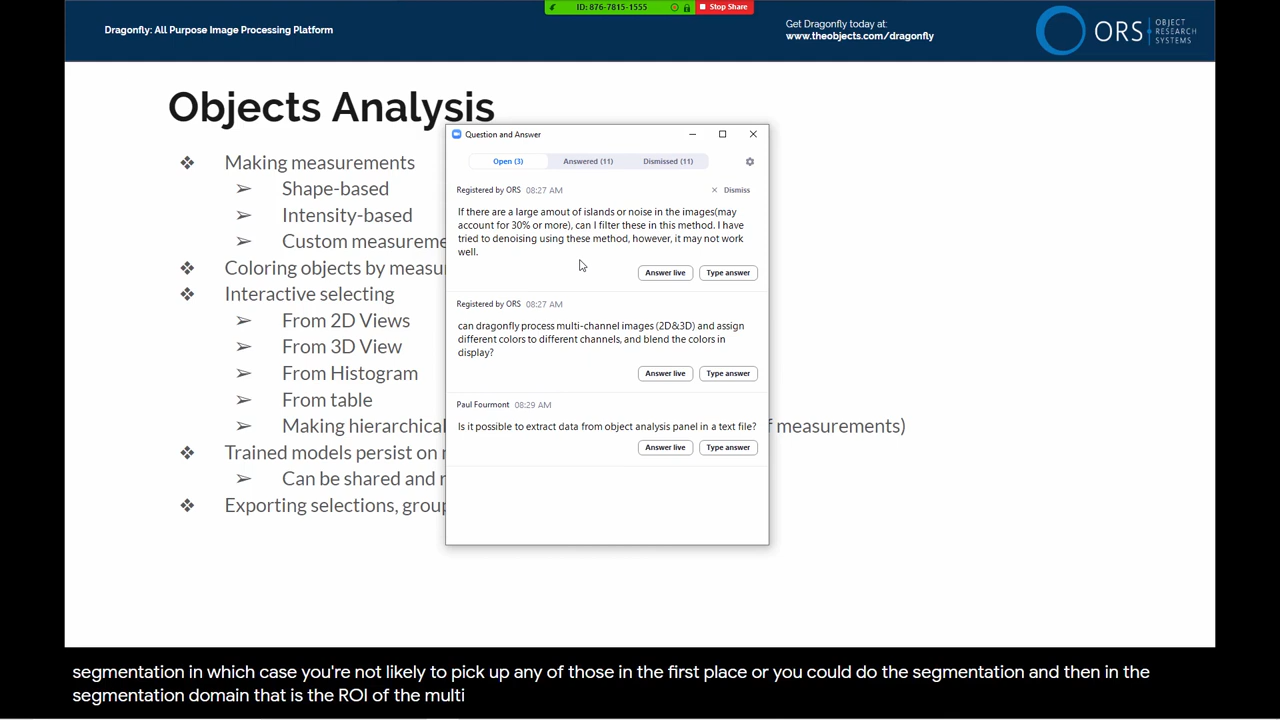 ID: 876-7815-1555
Stop Share
Dragonfly: All Purpose Image Processing Platform
Get Dragonfly today at:
www.theobjects.com/dragonfly
ORS
OBJECT
RESEARCH
SYSTEMS
Objects Analysis
Making measurements
Shape-based
Intensity-based
Custom measureme
Coloring objects by measu
Interactive selecting
From 2D Views
From 3D View
From Histogram
From table
Making hierarchical
f measurements)
Trained models persist on
Can be shared and
Exporting selections, group
Question and Answer
Open (3)
Answered (11)
Dismissed (11)
Registered by ORS 08:27 AM
Dismiss
If there are a large amout of islands or noise in the images(may
account for 30% or more), can I filter these in this method. I have
tried to denoising using these method, however, it may not work
well.
Answer live
Type answer
Registered by ORS 08:27 AM
can dragonfly process multi-channel images (2D&3D) and assign
different colors to different channels, and blend the colors in
display?
Answer live
Type answer
Paul Fourmont 08:29 AM
Is it possible to extract data from object analysis panel in a text file?
Answer live
Type answer
segmentation in which case you're not likely to pick up any of those in the first place or you could do the segmentation and then in the
segmentation domain that is the ROI of the multi